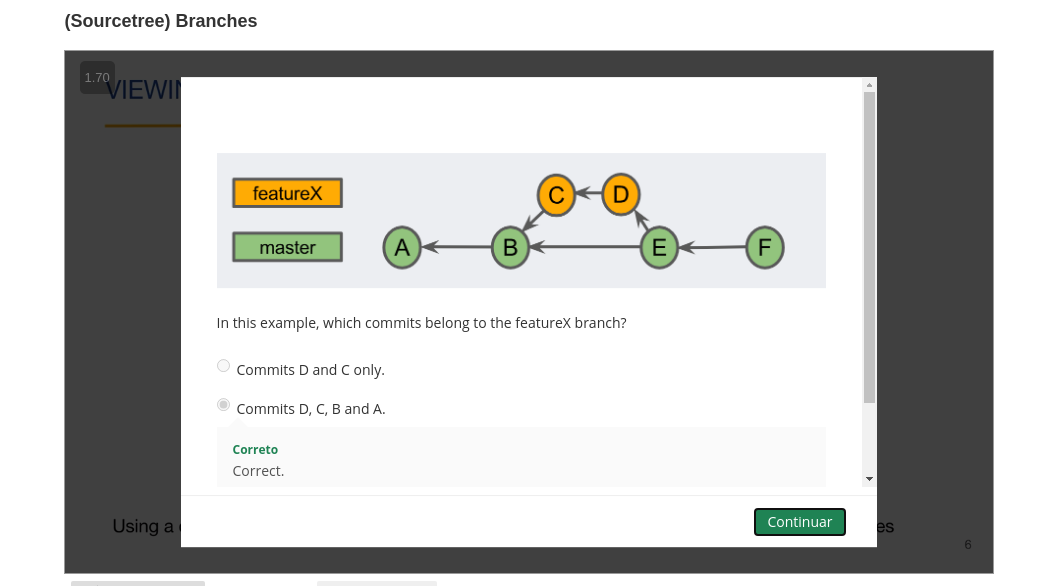 (Sourcetree) Branches
1.70
VIEWIN
featureX
master
C D
A B E F
In this example, which commits belong to the featureX branch?
Commits D and C only.
Commits D, C, B and A.
Correto
Correct.
Continuar
Using a
es
6